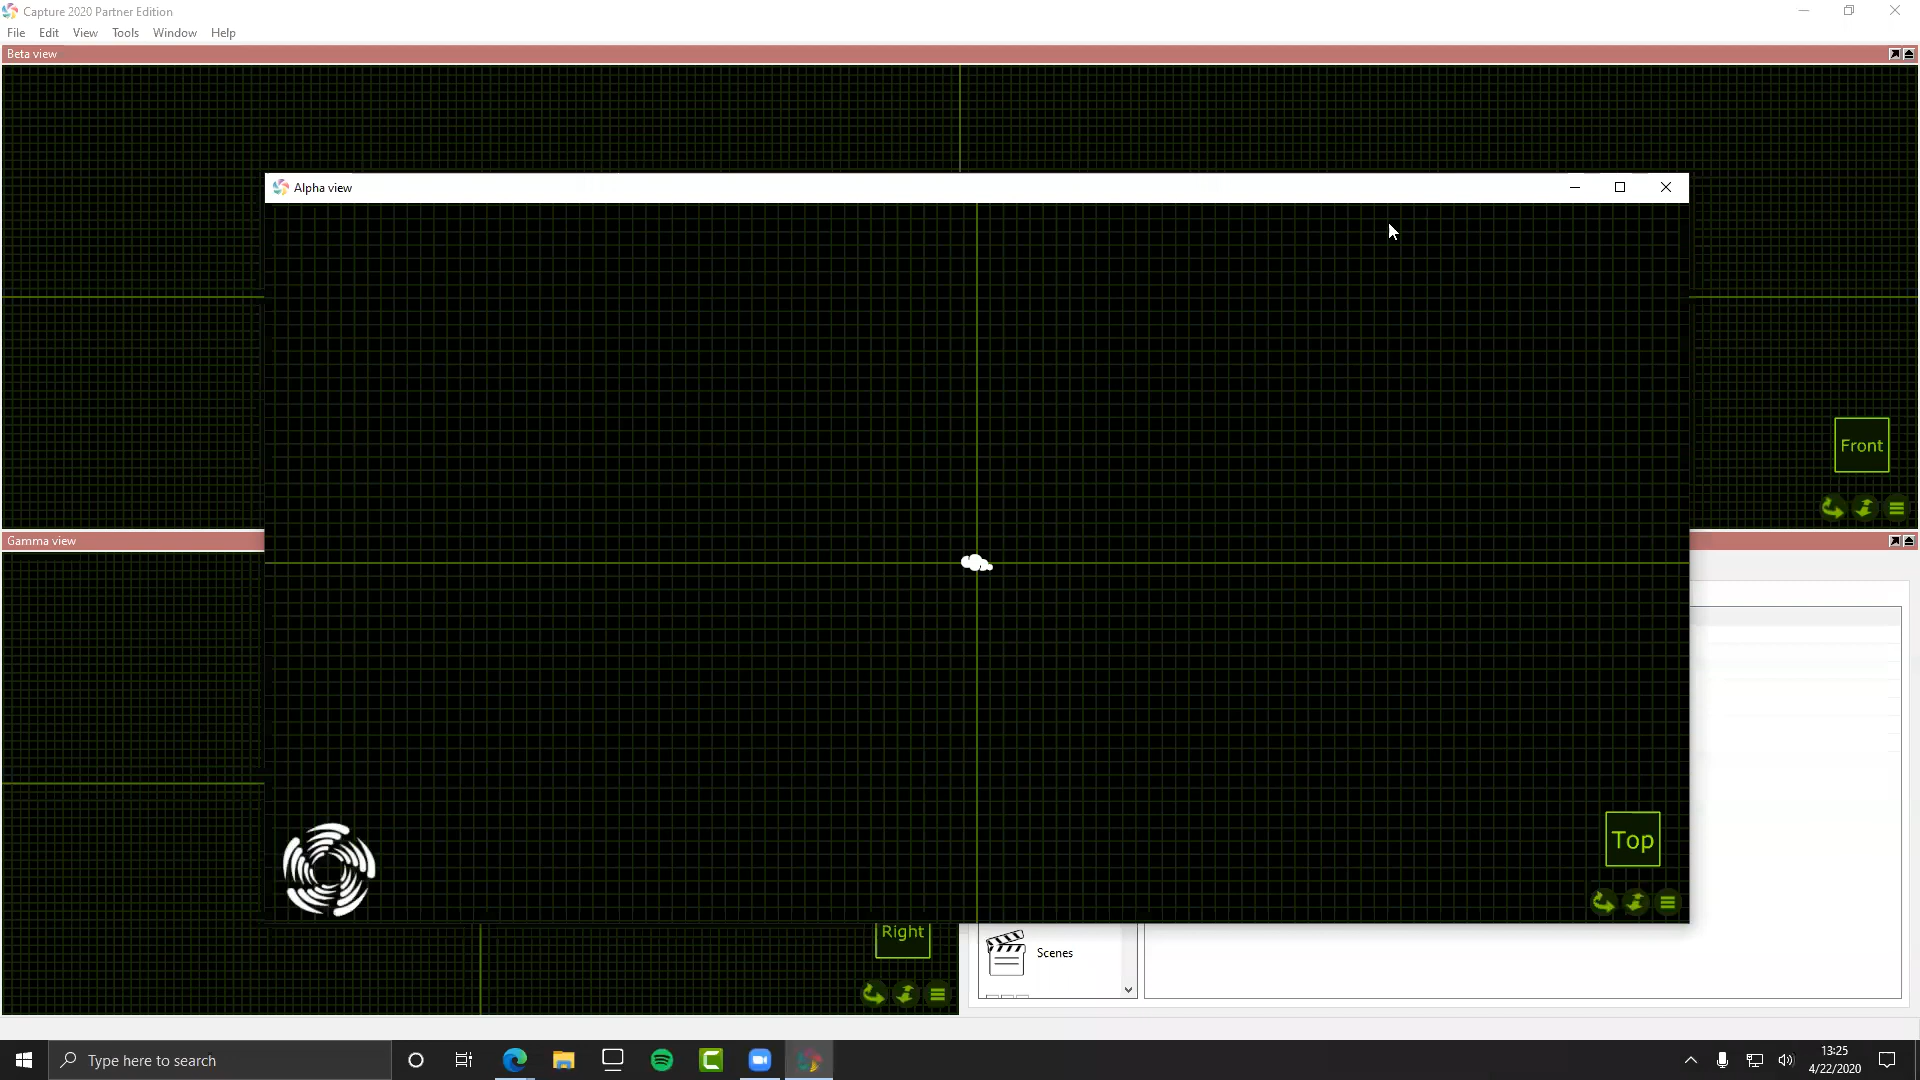 Capture 2020 Partner Edition
File Edit View Tools Window Help
Beta view
Alpha view
Front
Gamma view
Top
Right
Scenes
Type here to search
13:25
4/22/2020